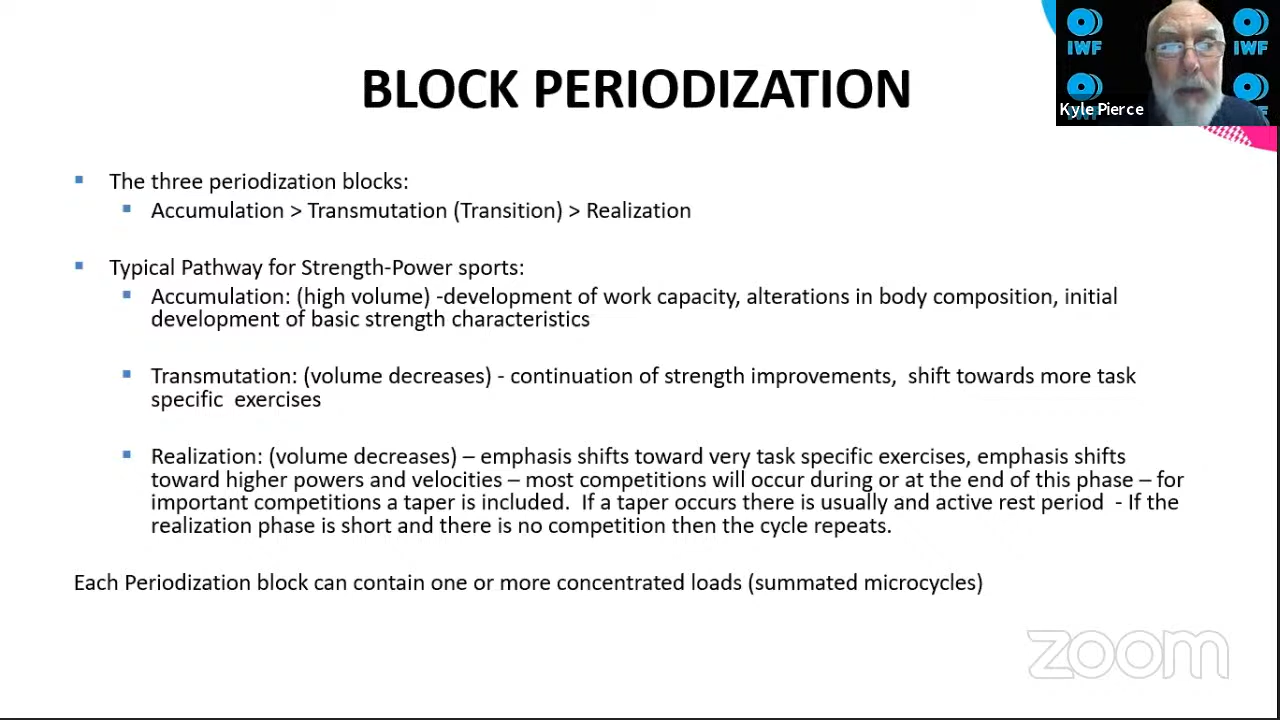 BLOCK PERIODIZATION
IWF
IWF
IWF
Kyle Pierce
The three periodization blocks:
Accumulation > Transmutation (Transition) > Realization
Typical Pathway for Strength-Power sports:
Accumulation: (high volume) -development of work capacity, alterations in body composition, initial
development of basic strength characteristics
Transmutation: (volume decreases) - continuation of strength improvements, shift towards more task
specific exercises
Realization: (volume decreases) – emphasis shifts toward very task specific exercises, emphasis shifts
toward higher powers and velocities – most competitions will occur during or at the end of this phase – for
important competitions a taper is included. If a taper occurs there is usually and active rest period - If the
realization phase is short and there is no competition then the cycle repeats.
Each Periodization block can contain one or more concentrated loads (summated microcycles)
zoom